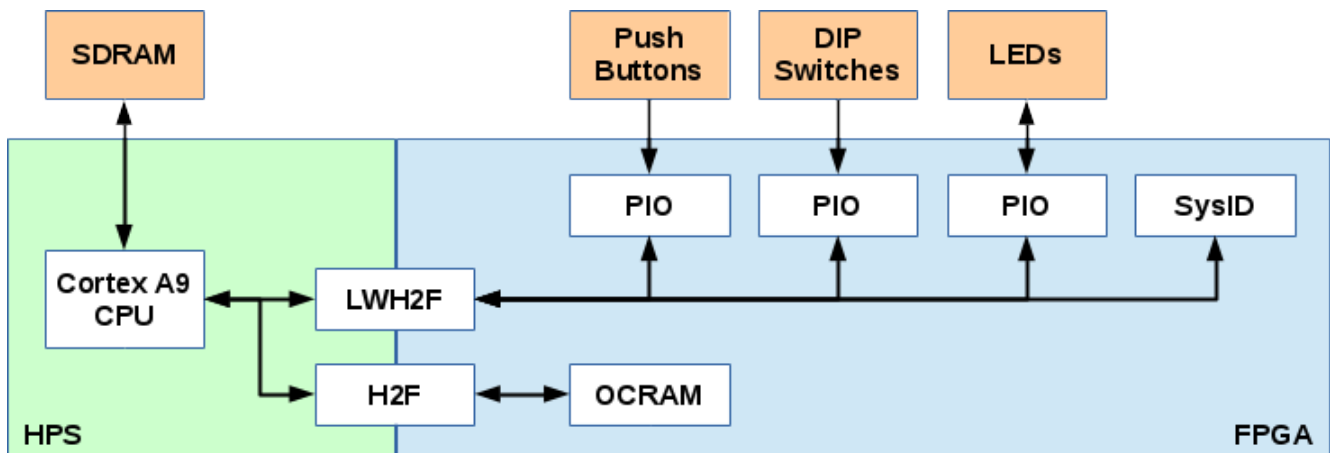 SDRAM
Push
Buttons
DIP
Switches
LEDs
PIO
PIO
PIO
SysID
Cortex A9
CPU
LWH2F
H2F
OCRAM
HPS
FPGA